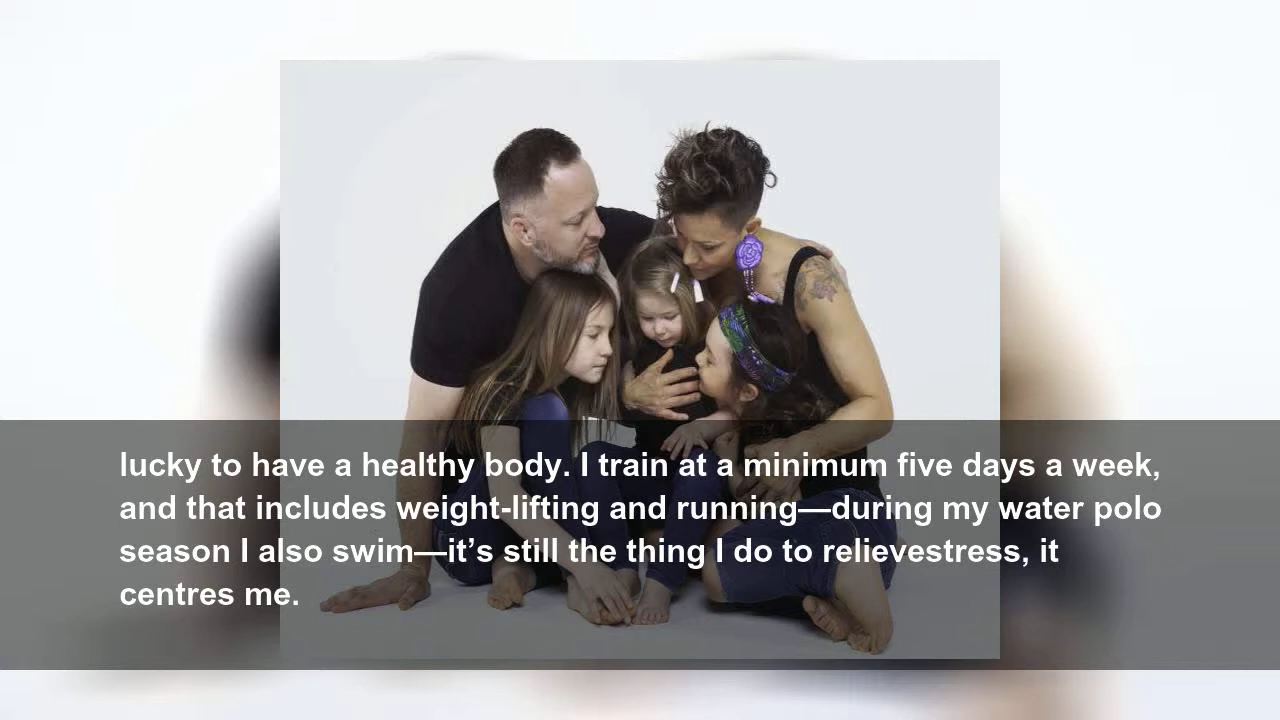 lucky to have a healthy body. I train at a minimum five days a week,
and that includes weight-lifting and running—during my water polo
season I also swim—it’s still the thing I do to relievestress, it
centres me.